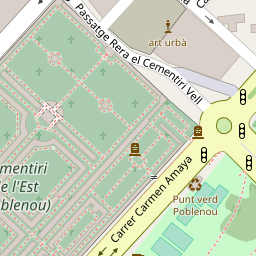 Passatge Rera el Cementiri Vell
art urbà
ementiri
e l'Est
blenou)
Carrer Carmen Amaya
Punt verd
Poblenou